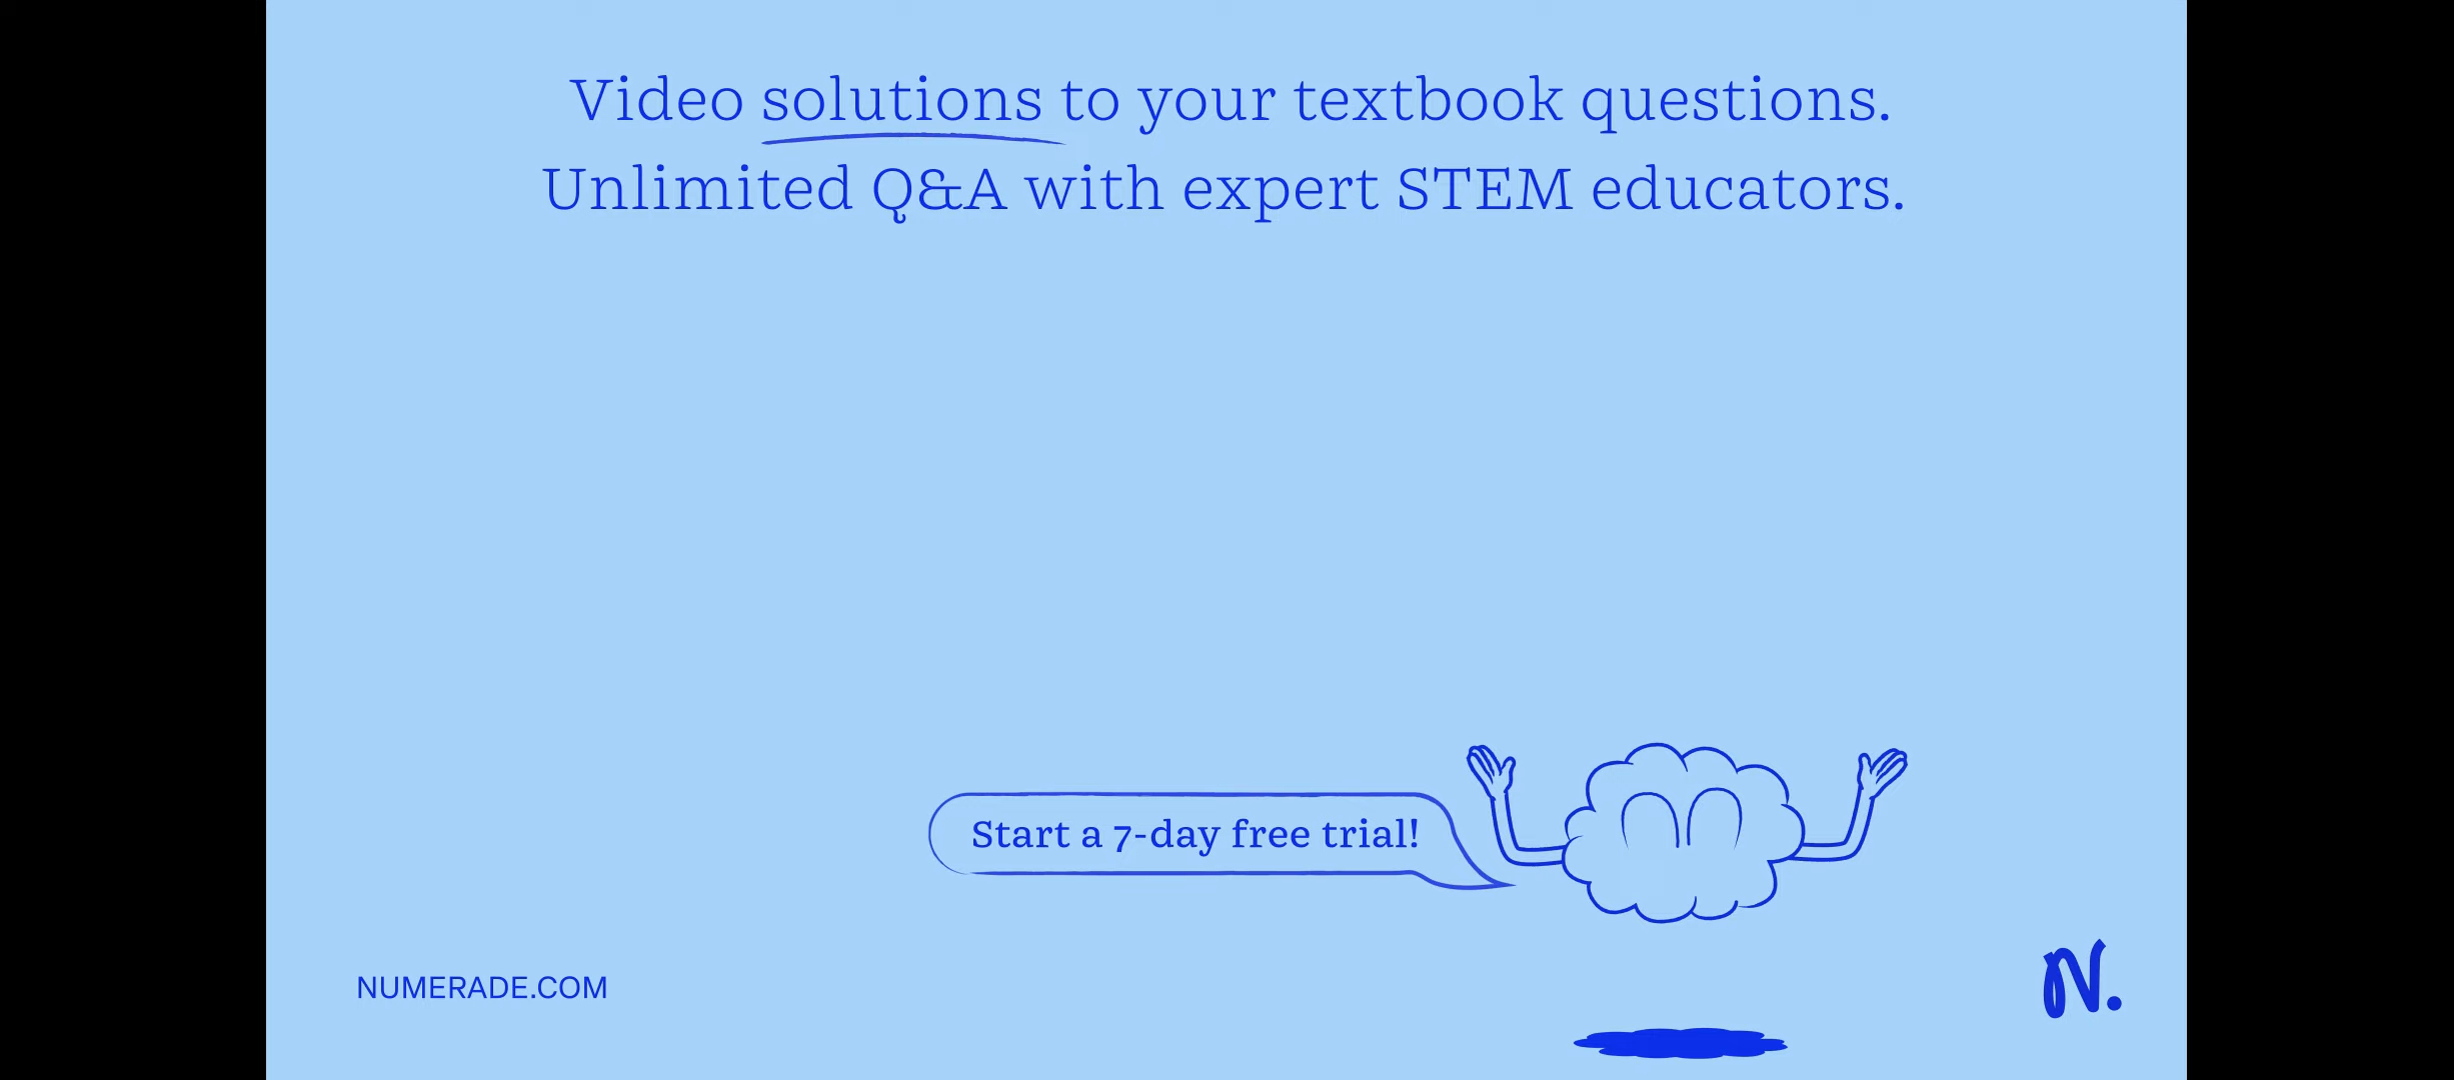 Video solutions to your textbook questions.
Unlimited Q&A with expert STEM educators.
Start a 7-day free trial!
NUMERADE.COM
N.